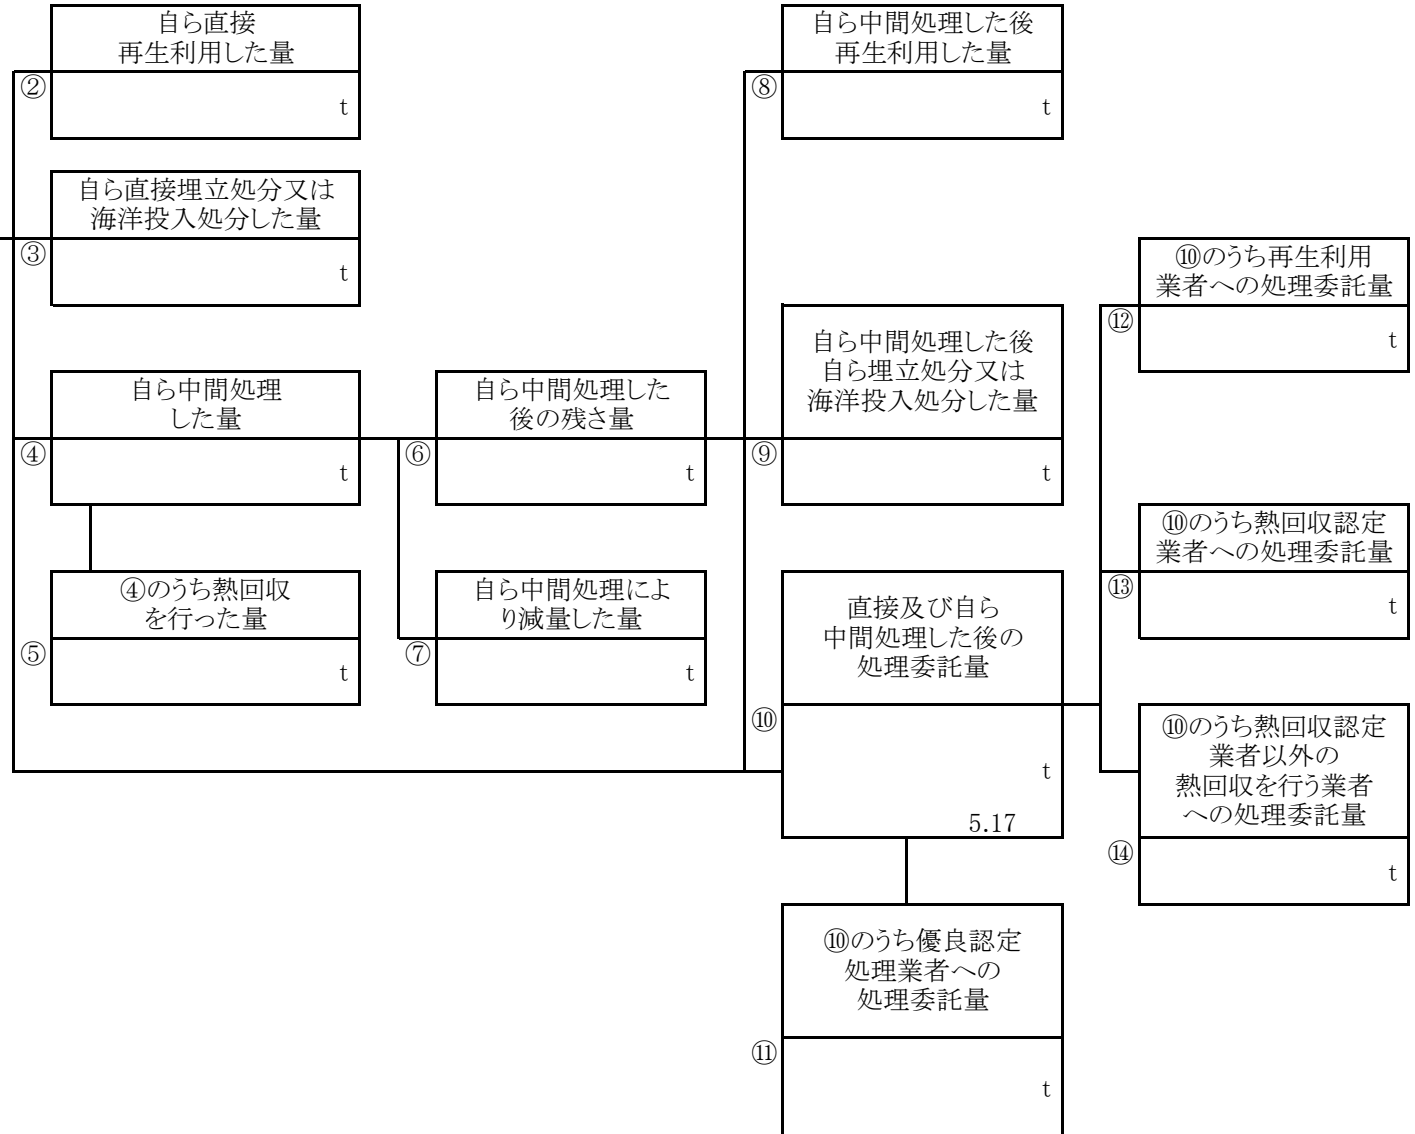 自ら直接
再生利用した量
②
t
自ら直接埋立処分又は
海洋投入処分した量
③
t
自ら中間処理
した量
④
t
④のうち熱回収
を行った量
⑤
t
自ら中間処理した
後の残さ量
⑥
t
自ら中間処理によ
り減量した量
⑦
t
自ら中間処理した後
再生利用した量
⑧
t
自ら中間処理した後
自ら埋立処分又は
海洋投入処分した量
⑨
t
直接及び自ら
中間処理した後の
処理委託量
⑩
t
5.17
⑩のうち優良認定
処理業者への
処理委託量
⑪
t
⑩のうち再生利用
業者への処理委託量
⑫
t
⑩のうち熱回収認定
業者への処理委託量
⑬
t
⑩のうち熱回収認定
業者以外の
熱回収を行う業者
への処理委託量
⑭
t